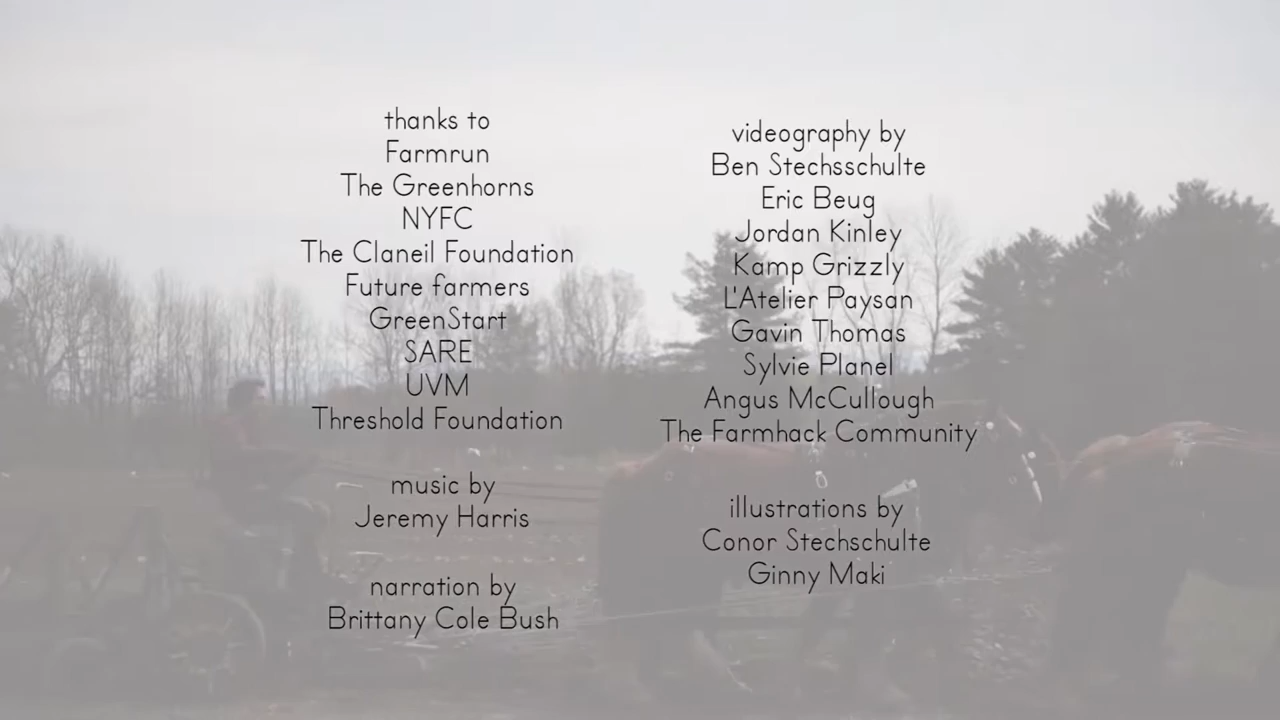 thanks to
Farmrun
The Greenhorns
NYFC
The Claneil Foundation
Future farmers
GreenStart
SARE
UVM
Threshold Foundation
music by
Jeremy Harris
narration by
Brittany Cole Bush
videography by
Ben Stechsschulte
Eric Beug
Jordan Kinley
Kamp Grizzly
L'Atelier Paysan
Gavin Thomas
Sylvie Planel
Angus McCullough
The Farmhack Community
illustrations by
Conor Stechschulte
Ginny Maki